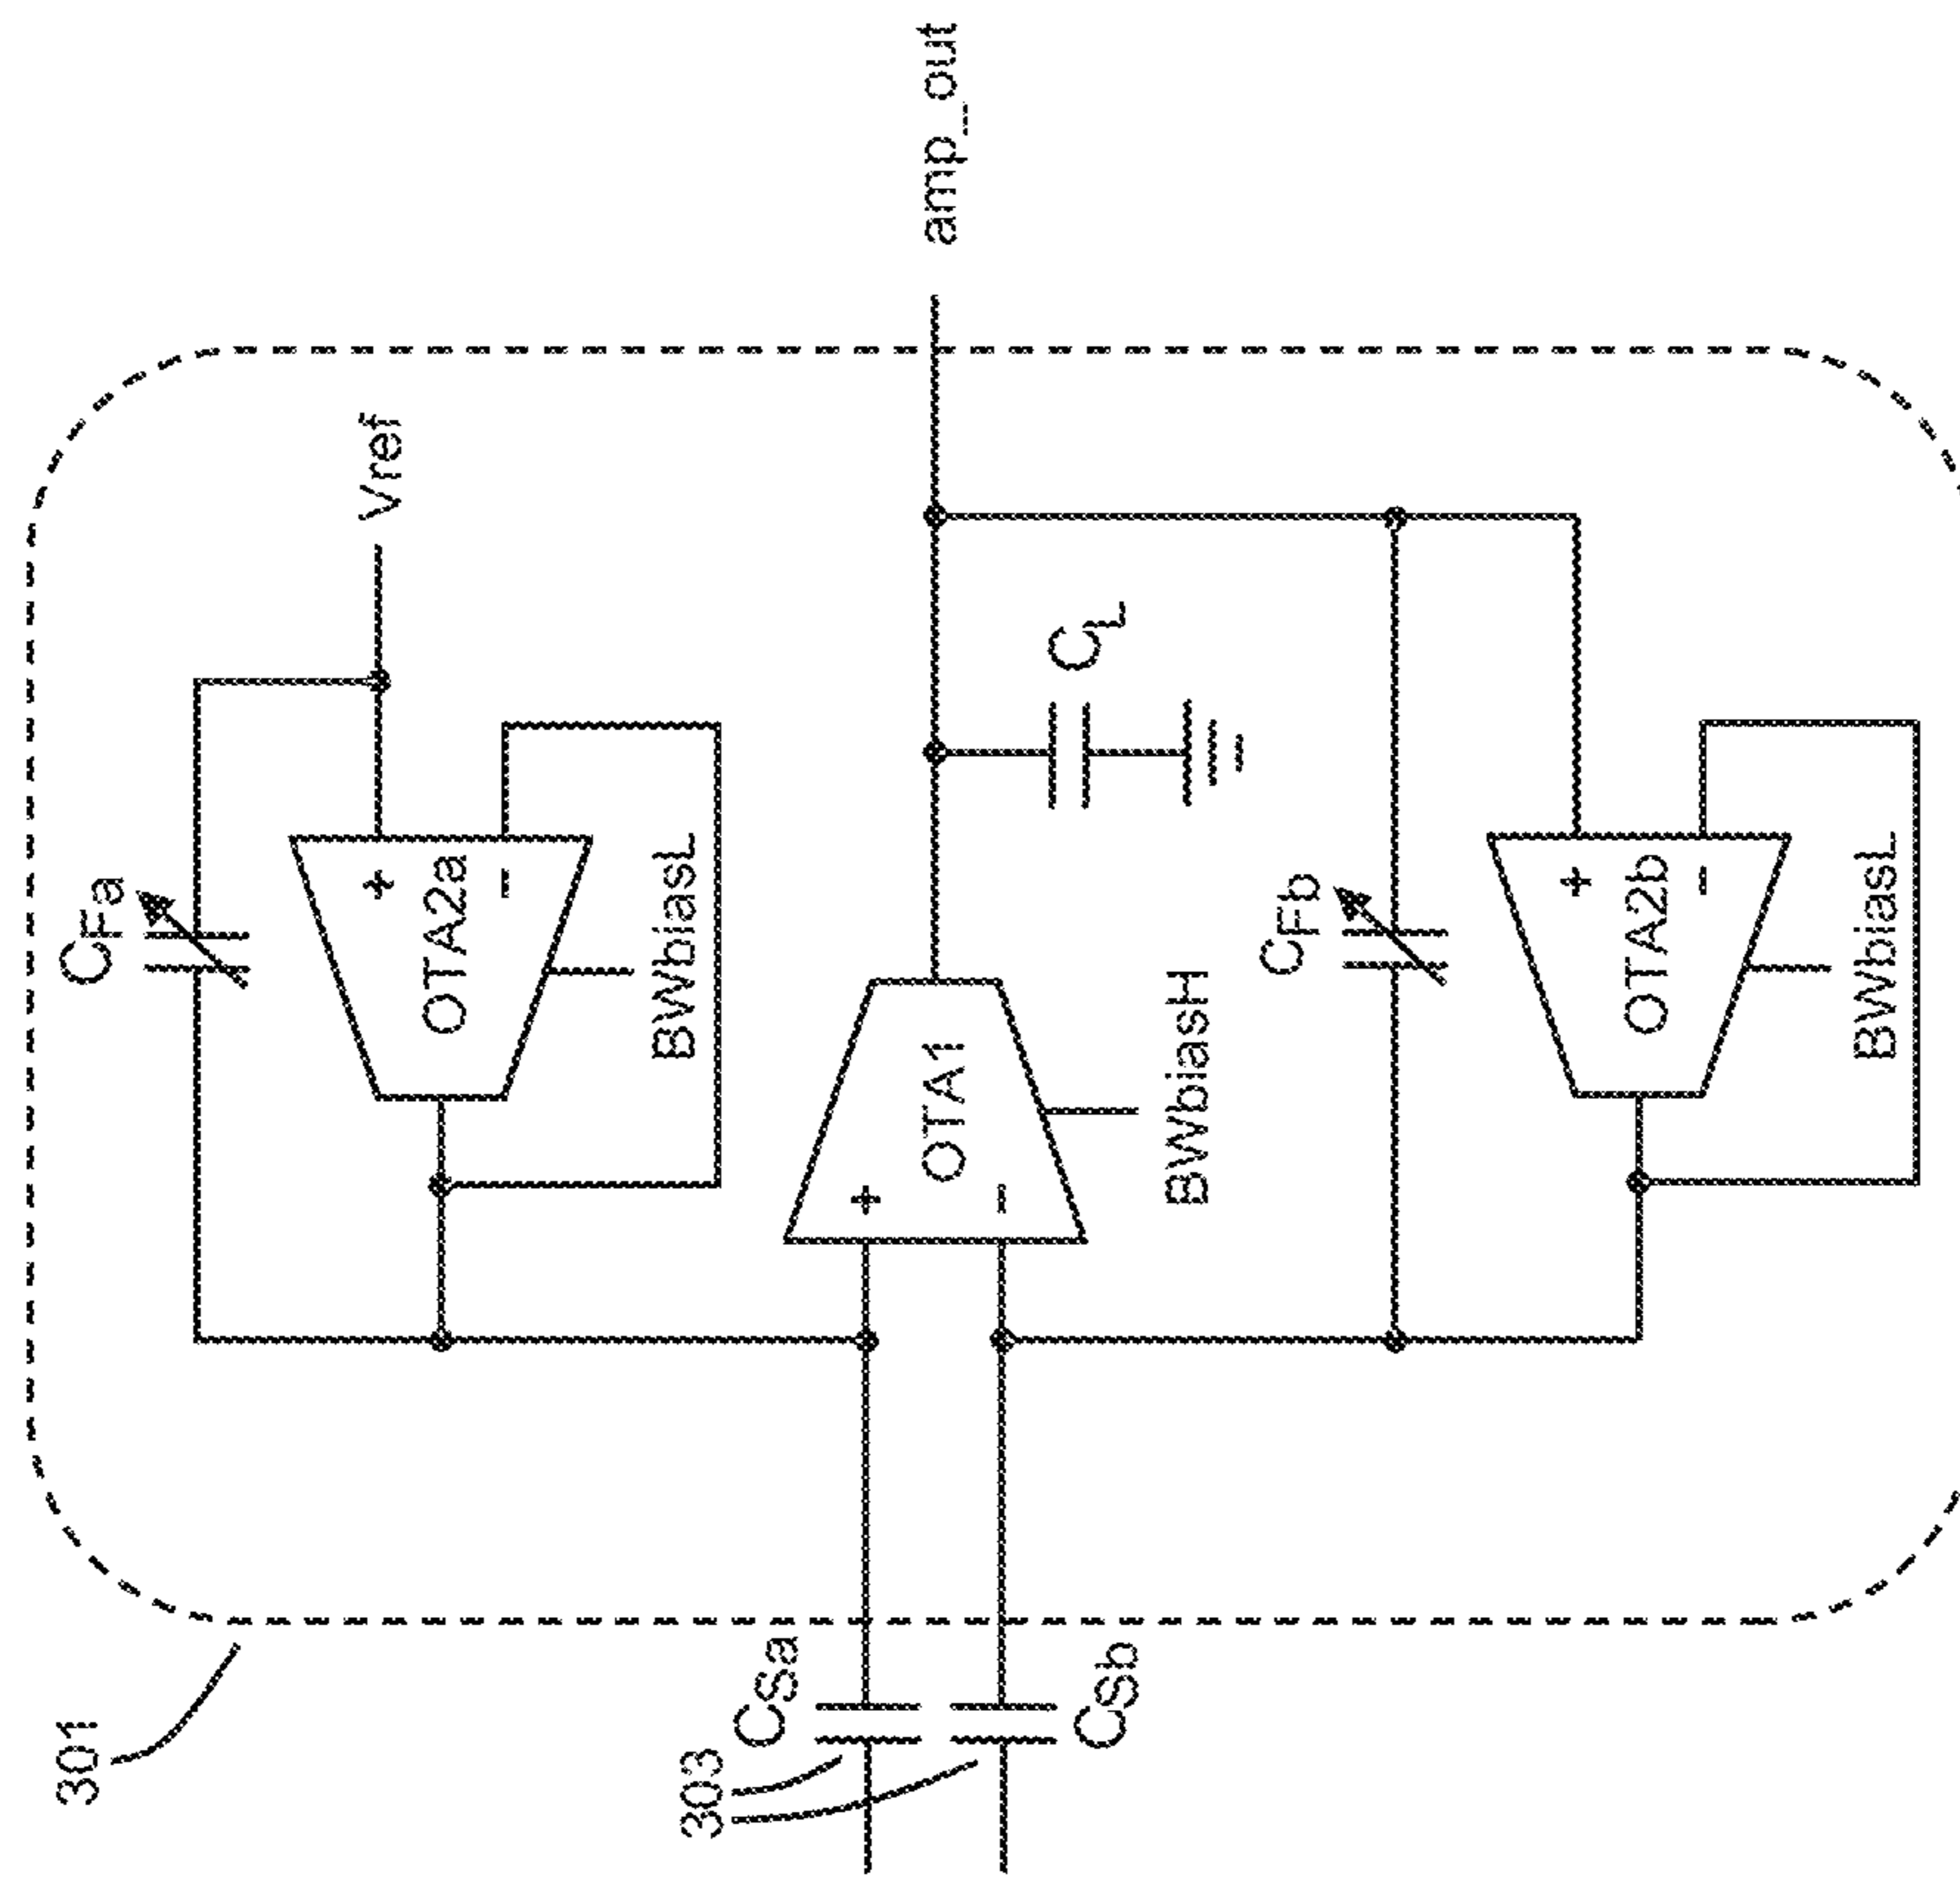 301
303
CSa
CSb
CFa
+
-
OTA2a
BWbiasL
Vref
+
-
OTA1
BWbiasH
CL
amp_out
CFb
+
-
OTA2b
BWbiasL